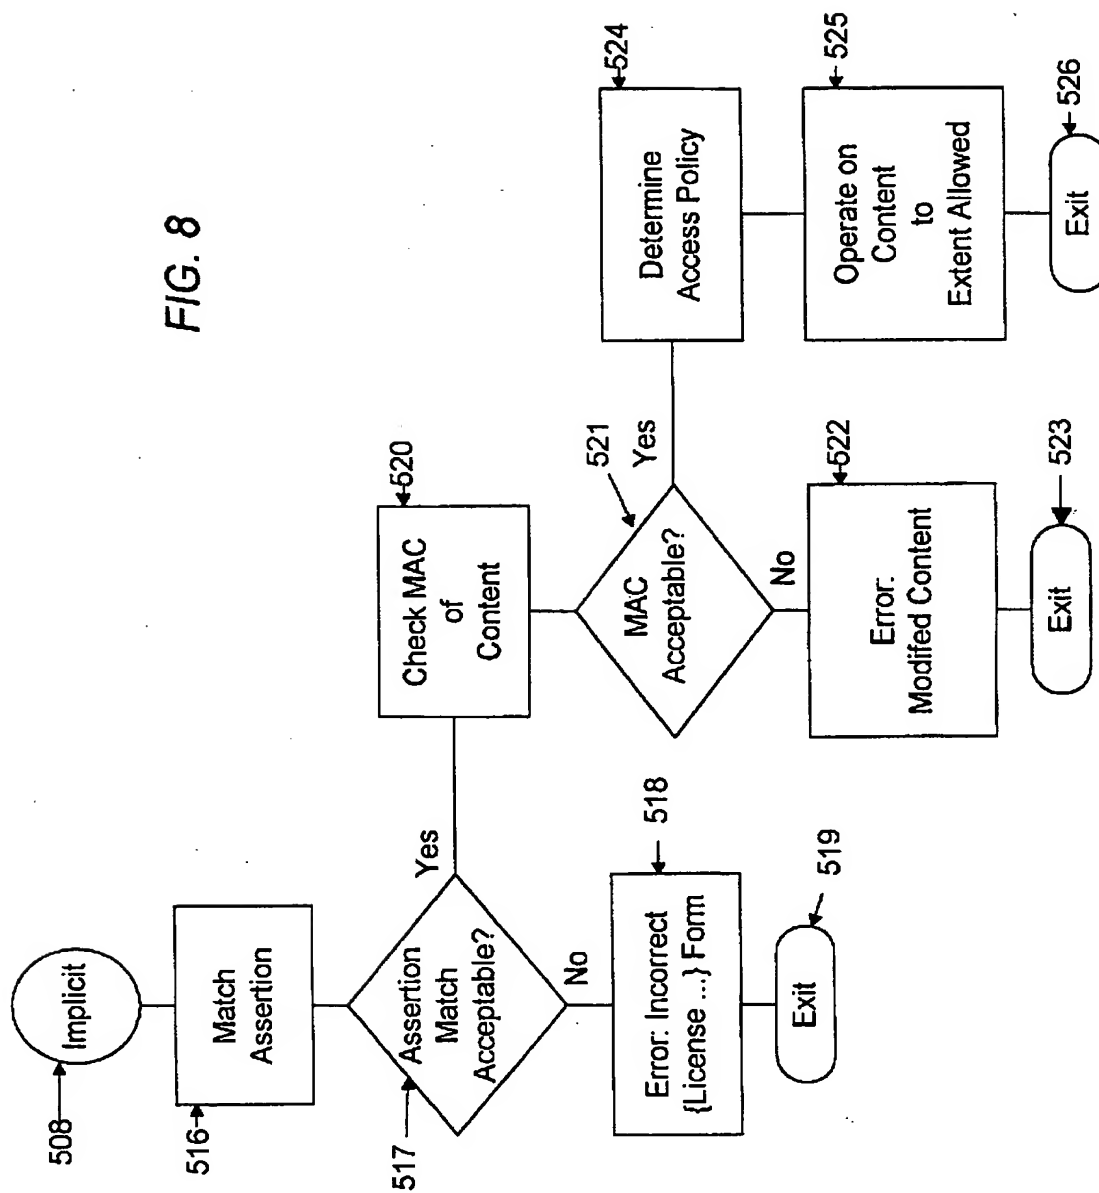 FIG. 8
508
Implicit
516
Match
Assertion
517
Assertion
Match
Acceptable?
Yes
No
518
Error: Incorrect
{License ...} Form
519
Exit
520
Check MAC
of
Content
521
MAC
Acceptable?
Yes
No
522
Error:
Modifed Content
523
Exit
524
Determine
Access Policy
525
Operate on
Content
to
Extent Allowed
526
Exit